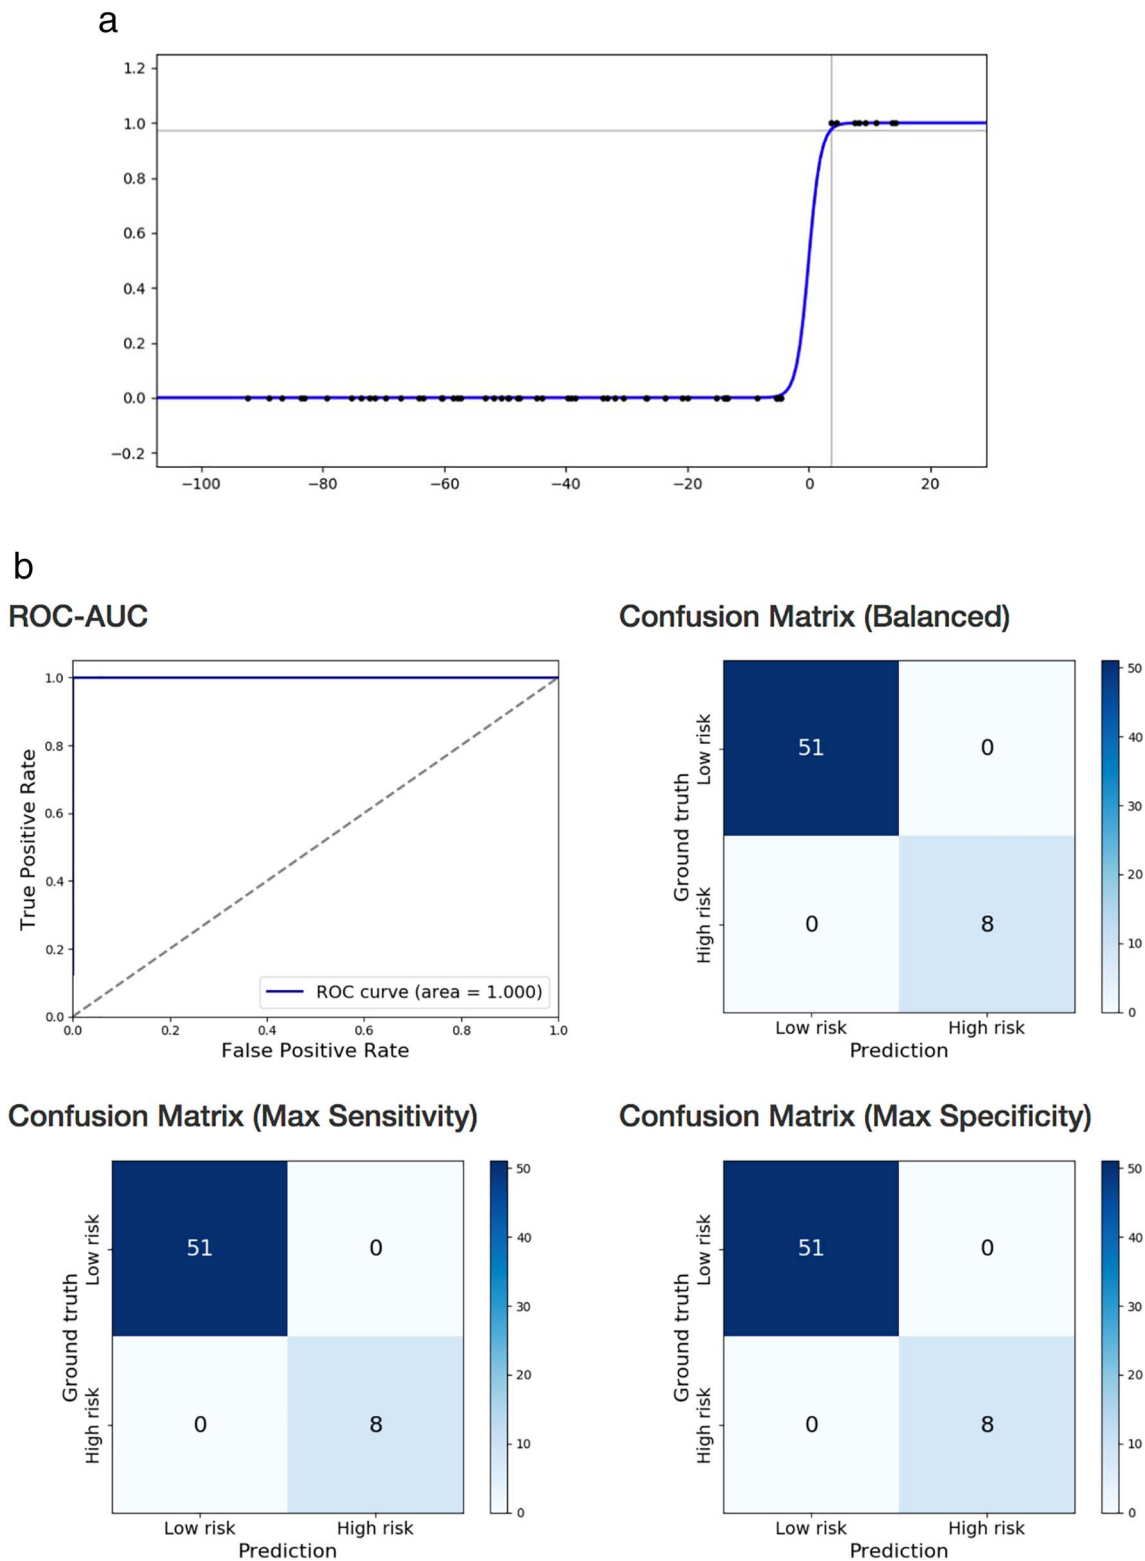 a
1.2
1.0
0.8
0.6
0.4
0.2
0.0
−0.2
−100 −80 −60 −40 −20 0 20
b
ROC-AUC
1.0
0.8
0.6
0.4
0.2
0.0
True Positive Rate
ROC curve (area = 1.000)
0.0 0.2 0.4 0.6 0.8 1.0
False Positive Rate
Confusion Matrix (Balanced)
Ground truth
Low risk
High risk
51 0
0 8
Low risk High risk
Prediction
50
40
30
20
10
0
Confusion Matrix (Max Sensitivity)
Ground truth
Low risk
High risk
51 0
0 8
Low risk High risk
Prediction
50
40
30
20
10
0
Confusion Matrix (Max Specificity)
Ground truth
Low risk
High risk
51 0
0 8
Low risk High risk
Prediction
50
40
30
20
10
0